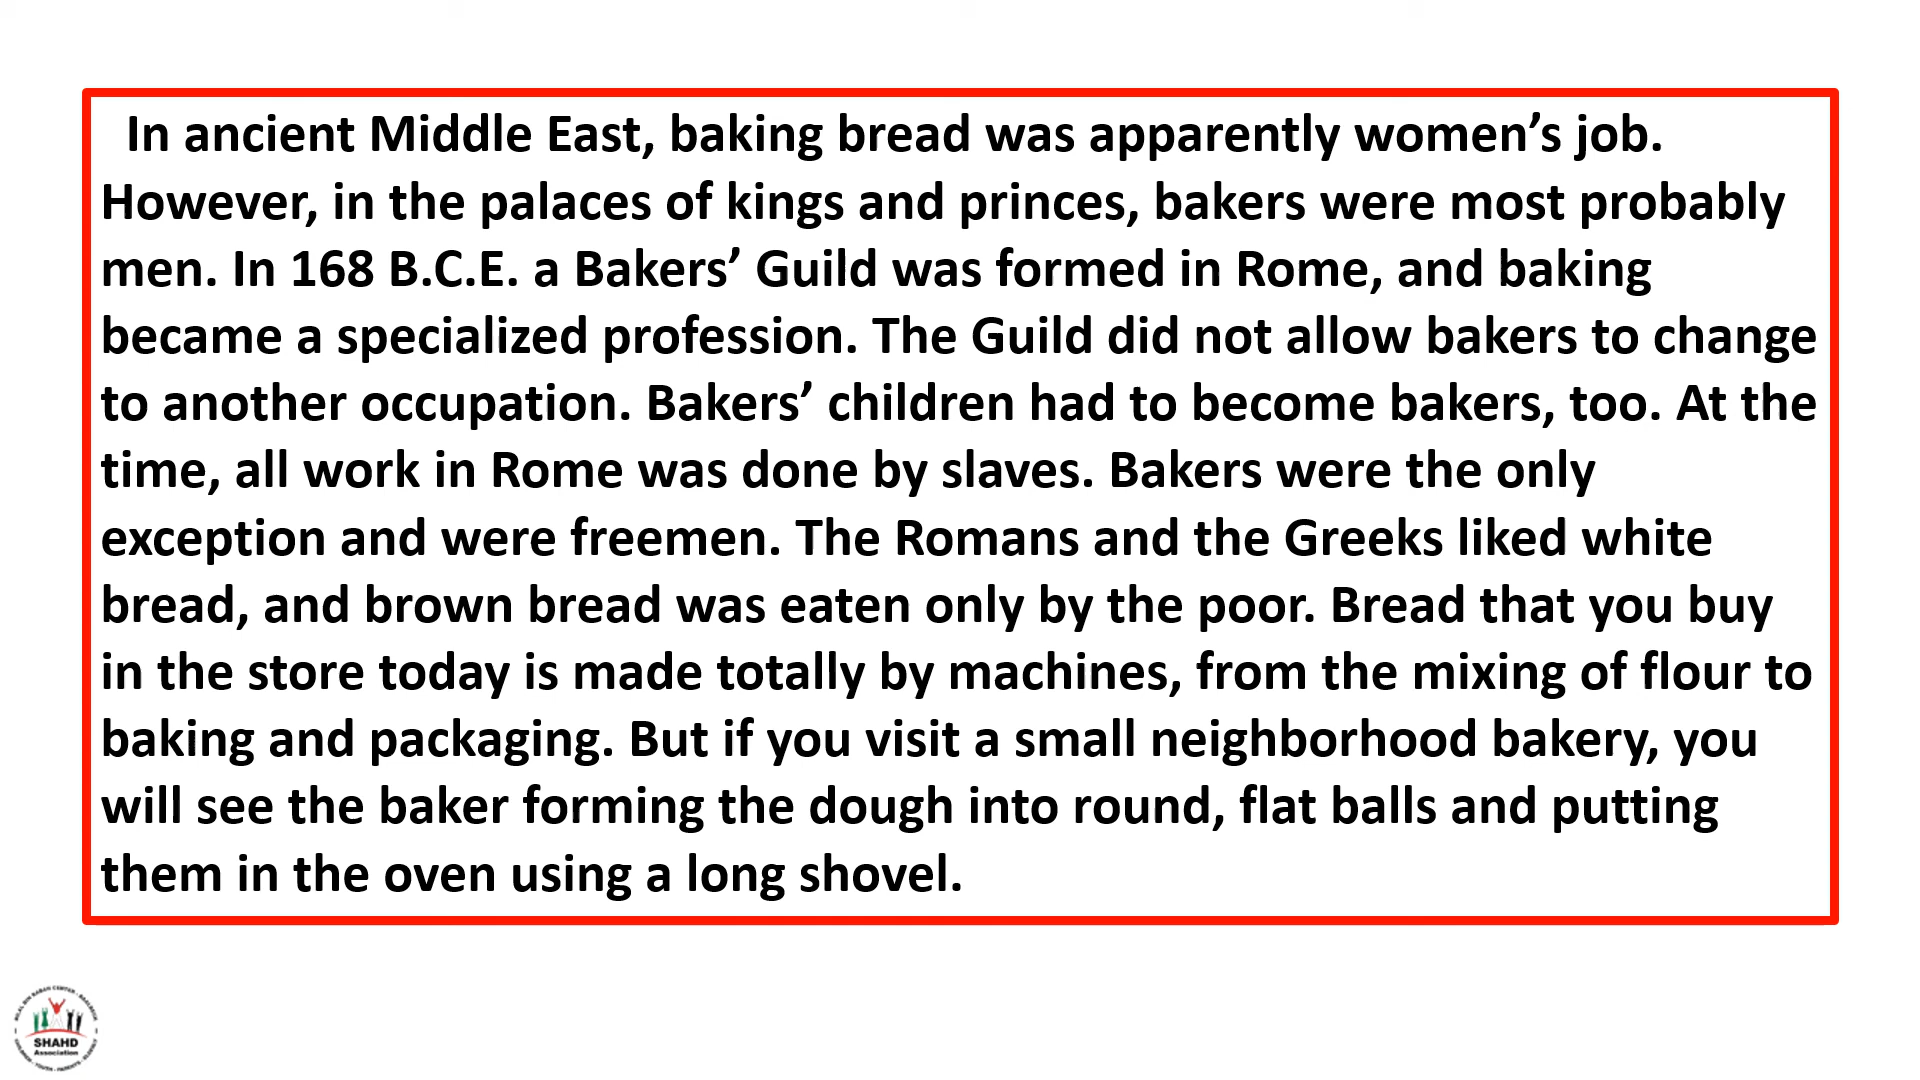 In ancient Middle East, baking bread was apparently women’s job.
However, in the palaces of kings and princes, bakers were most probably
men. In 168 B.C.E. a Bakers’ Guild was formed in Rome, and baking
became a specialized profession. The Guild did not allow bakers to change
to another occupation. Bakers’ children had to become bakers, too. At the
time, all work in Rome was done by slaves. Bakers were the only
exception and were freemen. The Romans and the Greeks liked white
bread, and brown bread was eaten only by the poor. Bread that you buy
in the store today is made totally by machines, from the mixing of flour to
baking and packaging. But if you visit a small neighborhood bakery, you
will see the baker forming the dough into round, flat balls and putting
them in the oven using a long shovel.
SHAHD
Association